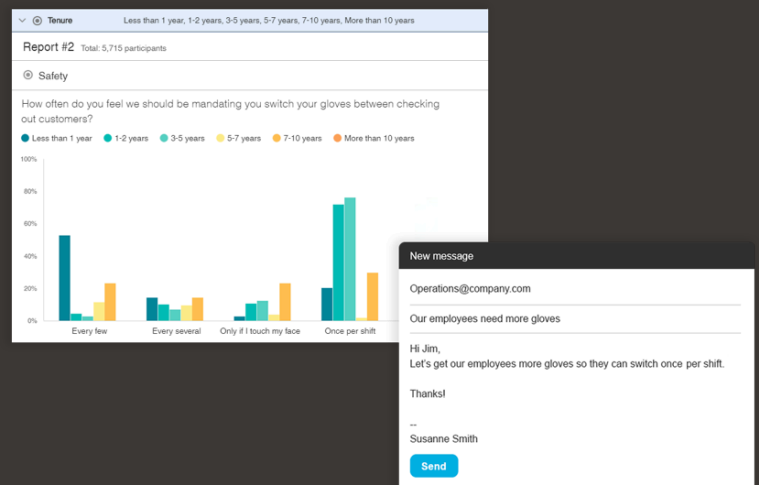 Tenure Less than 1 year, 1-2 years, 3-5 years, 5-7 years, 7-10 years, More than 10 years
Report #2 Total: 5,715 participants
Safety
How often do you feel we should be mandating you switch your gloves between checking
out customers?
Less than 1 year 1-2 years 3-5 years 5-7 years 7-10 years More than 10 years
100%
80%
60%
40%
20%
0%
Every few Every several Only if I touch my face Once per shift
New message
Operations@company.com
Our employees need more gloves
Hi Jim,
Let's get our employees more gloves so they can switch once per shift.
Thanks!
--
Susanne Smith
Send